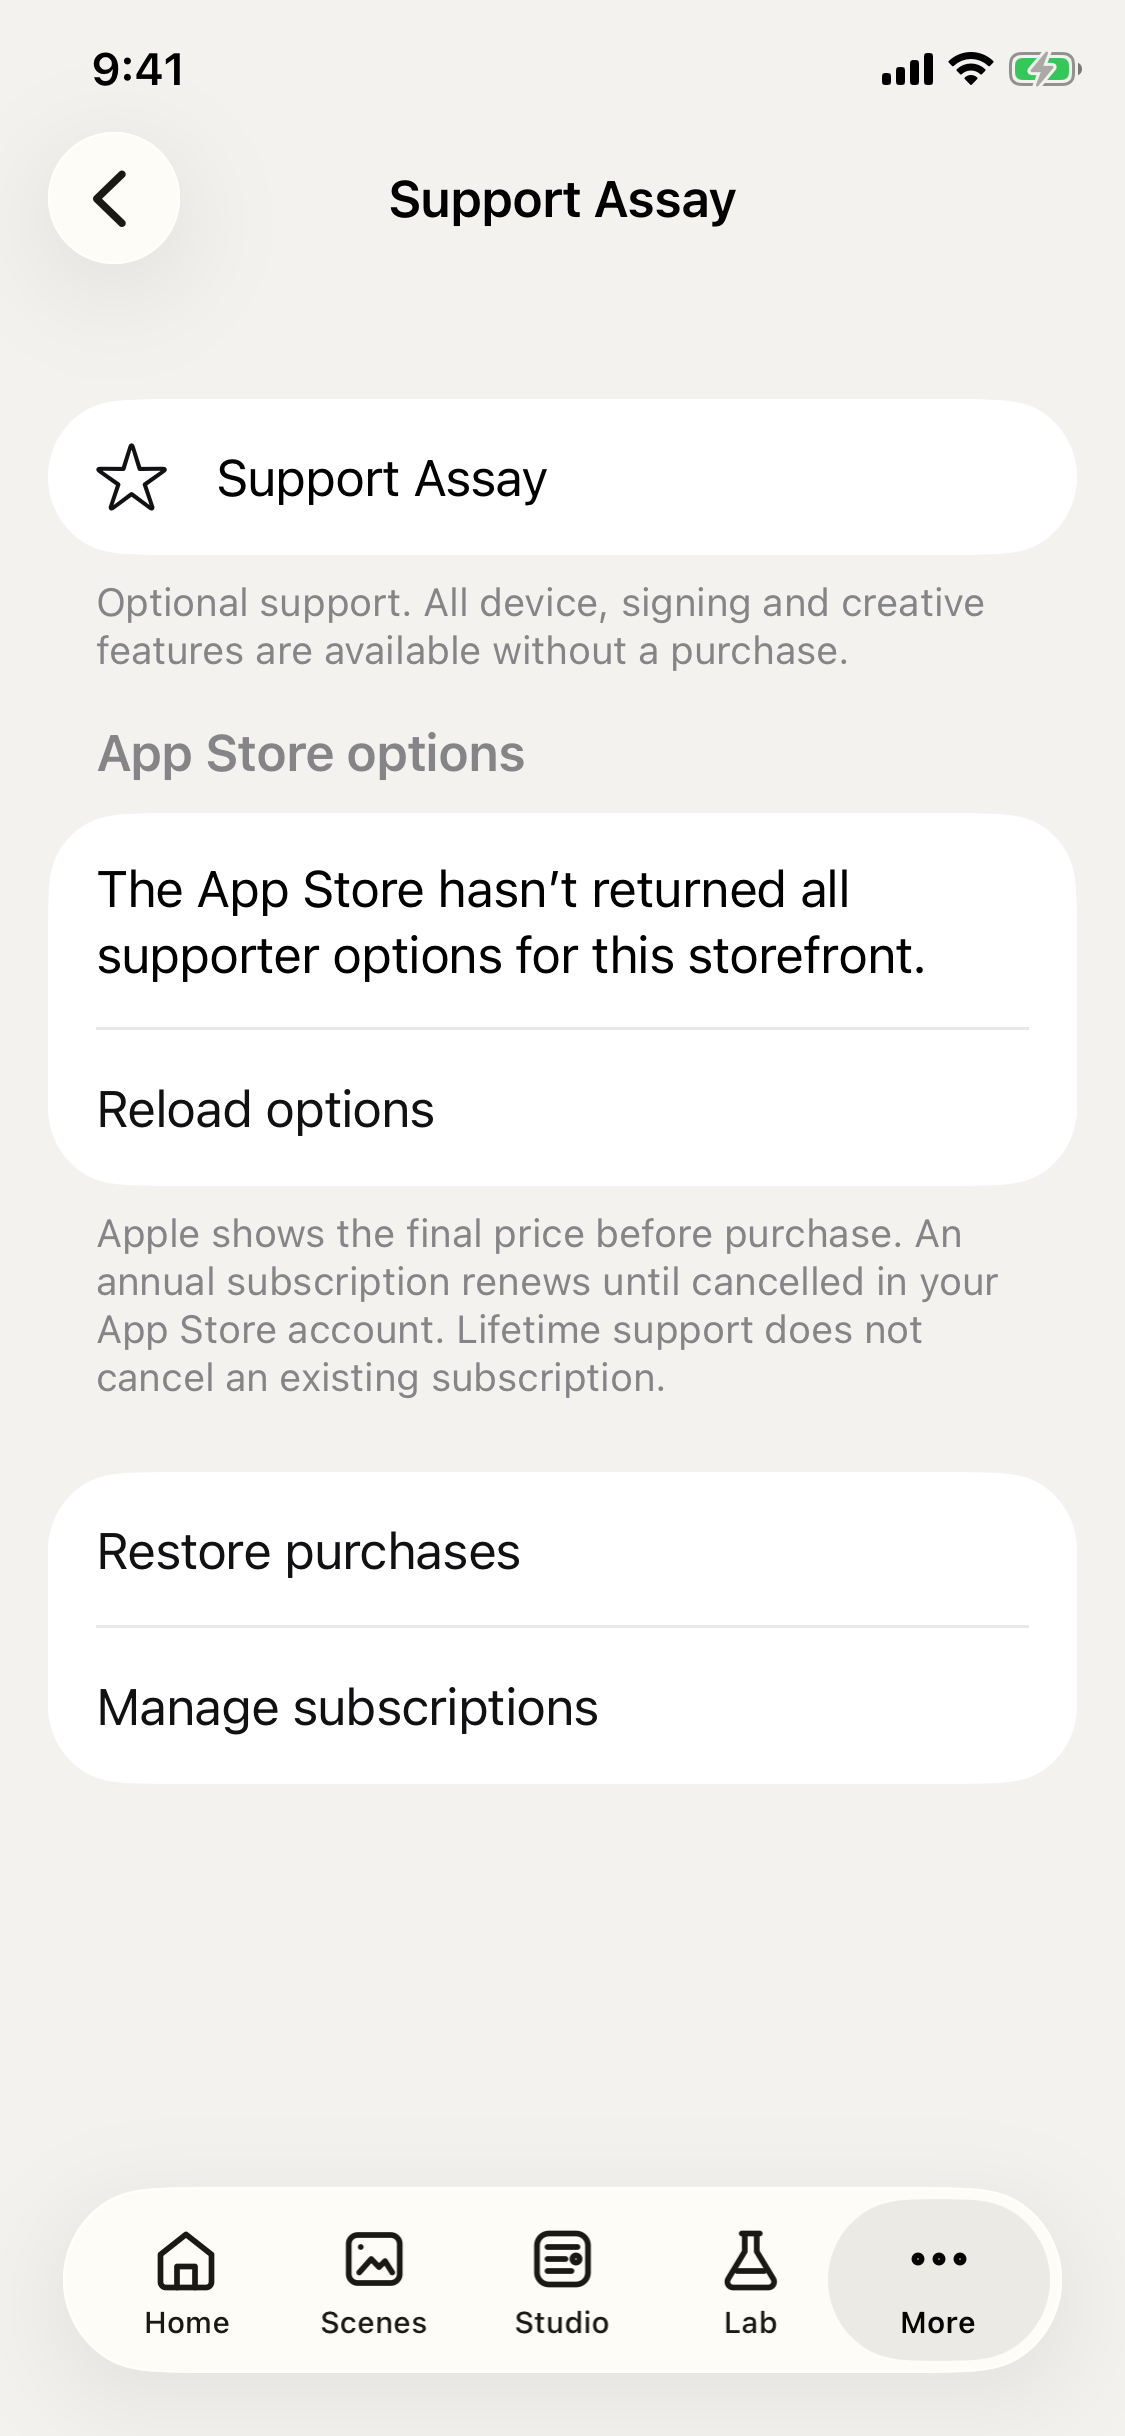 9:41
Support Assay
Support Assay
Optional support. All device, signing and creative
features are available without a purchase.
App Store options
The App Store hasn’t returned all
supporter options for this storefront.
Reload options
Apple shows the final price before purchase. An
annual subscription renews until cancelled in your
App Store account. Lifetime support does not
cancel an existing subscription.
Restore purchases
Manage subscriptions
Home
Scenes
Studio
Lab
More